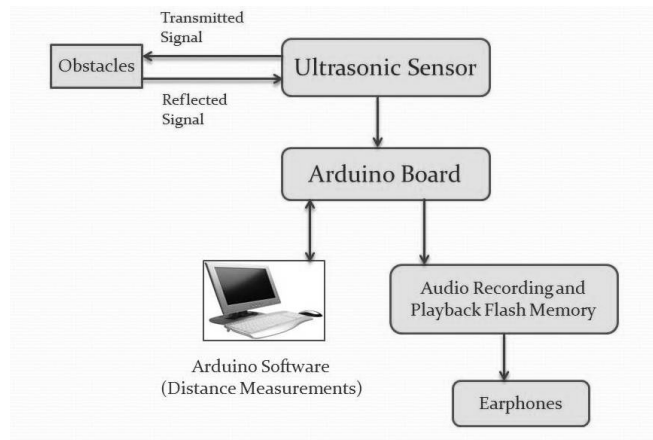 Transmitted
Signal
Obstacles
Ultrasonic Sensor
Reflected
Signal
Arduino Board
Audio Recording and
Playback Flash Memory
Arduino Software
(Distance Measurements)
Earphones